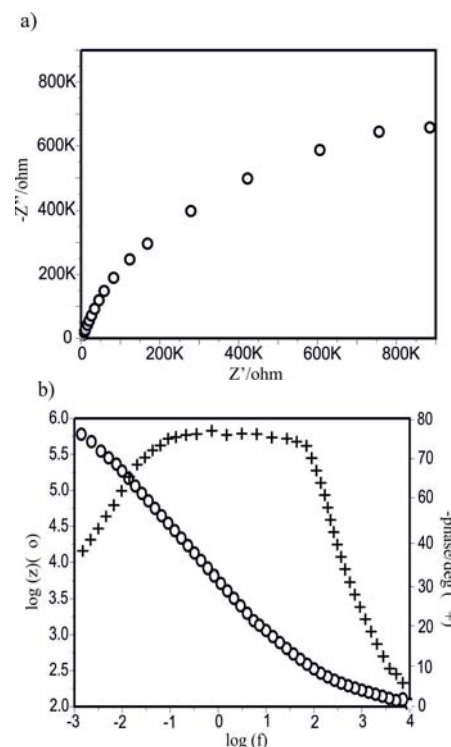 a)
800K
600K
400K
200K
0
-Z''/ohm
0
200K
400K
600K
800K
Z'/ohm
b)
6.0
5.5
5.0
4.5
4.0
3.5
3.0
2.5
2.0
log (z)( o)
80
70
60
40
30
20
10
0
-phase/deg( +)
-3
-2
-1
0
1
2
3
4
log (f)